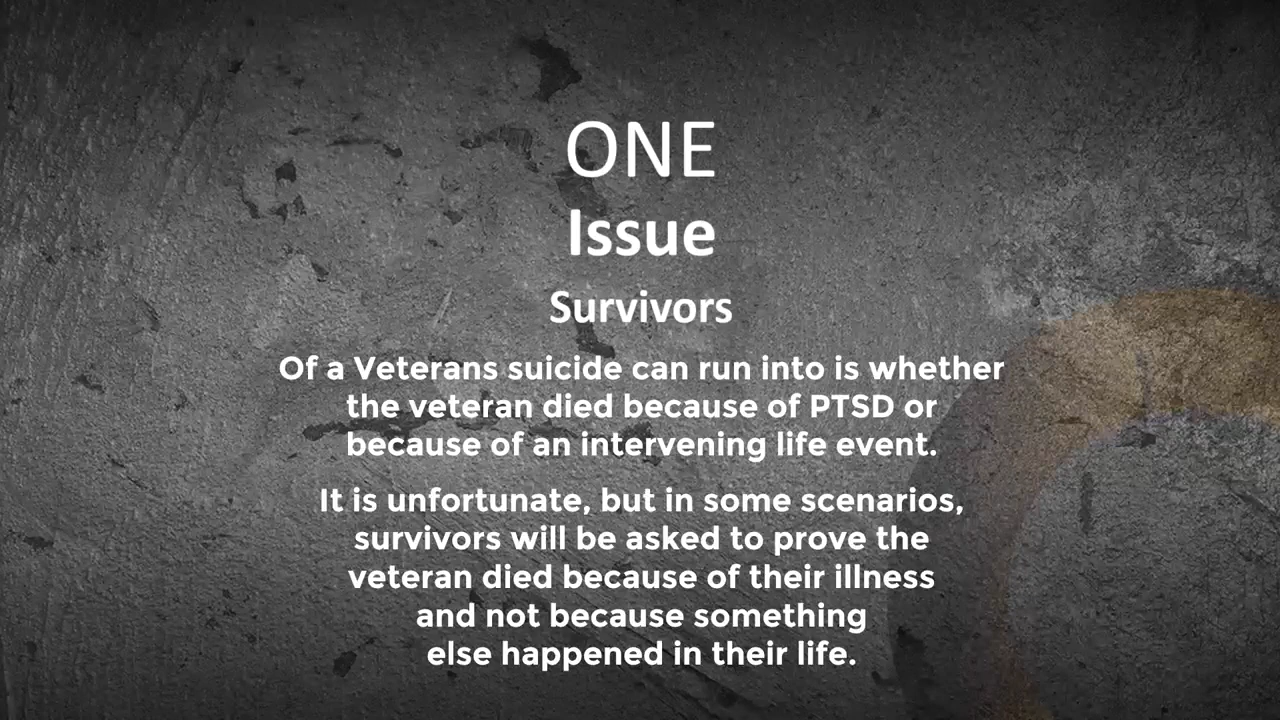 ONE
Issue
Survivors
Of a Veterans suicide can run into is whether
the veteran died because of PTSD or
because of an intervening life event.
It is unfortunate, but in some scenarios,
survivors will be asked to prove the
veteran died because of their illness
and not because something
else happened in their life.